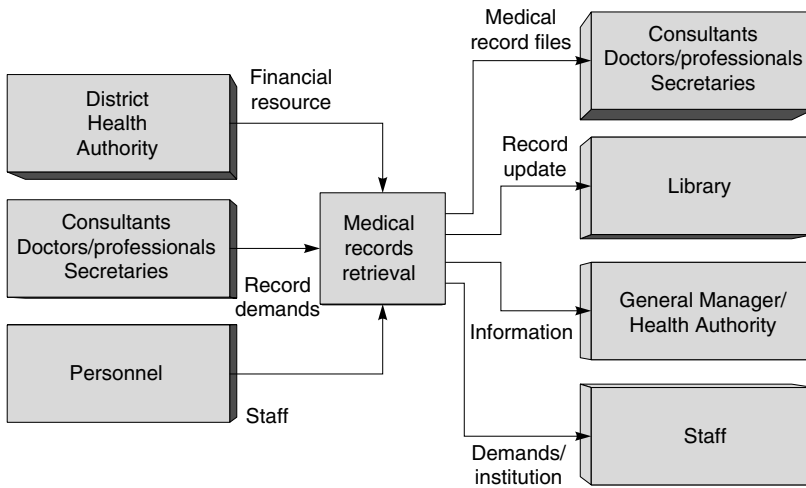 District
Health
Authority
Financial
resource
Consultants
Doctors/professionals
Secretaries
Record
demands
Personnel
Staff
Medical
records
retrieval
Medical
record files
Consultants
Doctors/professionals
Secretaries
Record
update
Library
Information
General Manager/
Health Authority
Demands/
institution
Staff